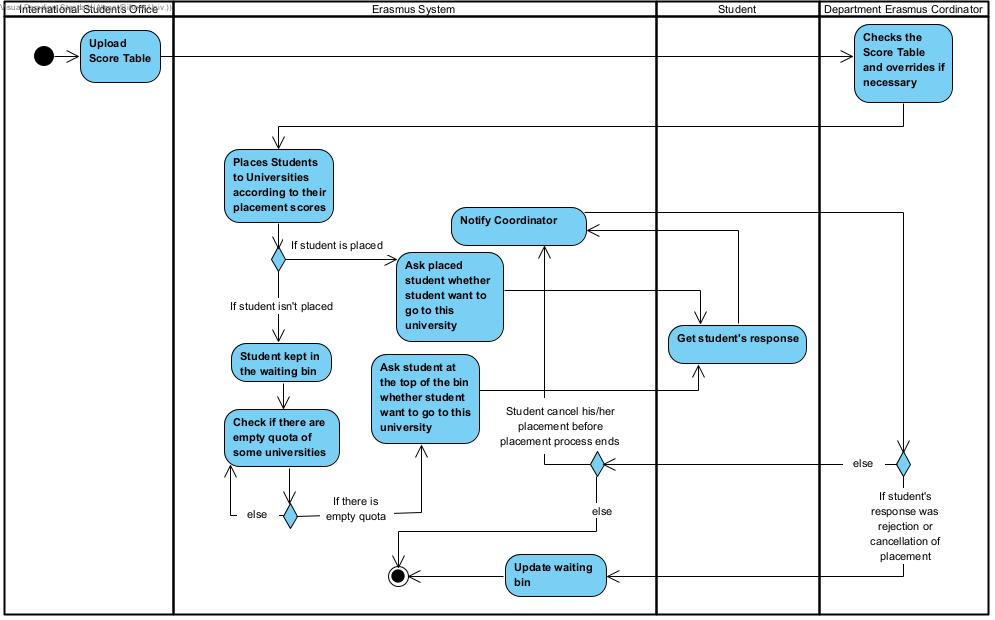 International Students Office
Erasmus System
Student
Department Erasmus Cordinator
Upload
Score Table
Checks the
Score Table
and overrides if
necessary
Places Students
to Universities
according to their
placement scores
Notify Coordinator
If student is placed
Ask placed
student whether
student want to
go to this
university
If student isn't placed
Get student's response
Student kept in
the waiting bin
Ask student at
the top of the bin
whether student
want to go to this
university
Check if there are
empty quota of
some universities
Student cancel his/her
placement before
placement process ends
else
If student's
response was
rejection or
cancellation of
placement
If there is
empty quota
else
else
Update waiting
bin